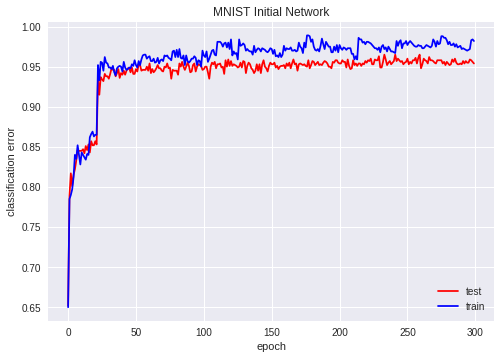 MNIST Initial Network
1.00
0.95
0.90
0.85
0.80
0.75
0.70
0.65
classification error
0 50 100 150 200 250 300
epoch
test
train